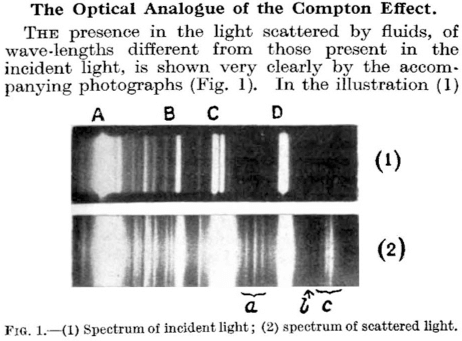 The Optical Analogue of the Compton Effect.
THE presence in the light scattered by fluids, of
wave-lengths different from those present in the
incident light, is shown very clearly by the accom-
panying photographs (Fig. 1). In the illustration (1)
A B C D
(1)
(2)
a b c
FIG. 1.—(1) Spectrum of incident light; (2) spectrum of scattered light.